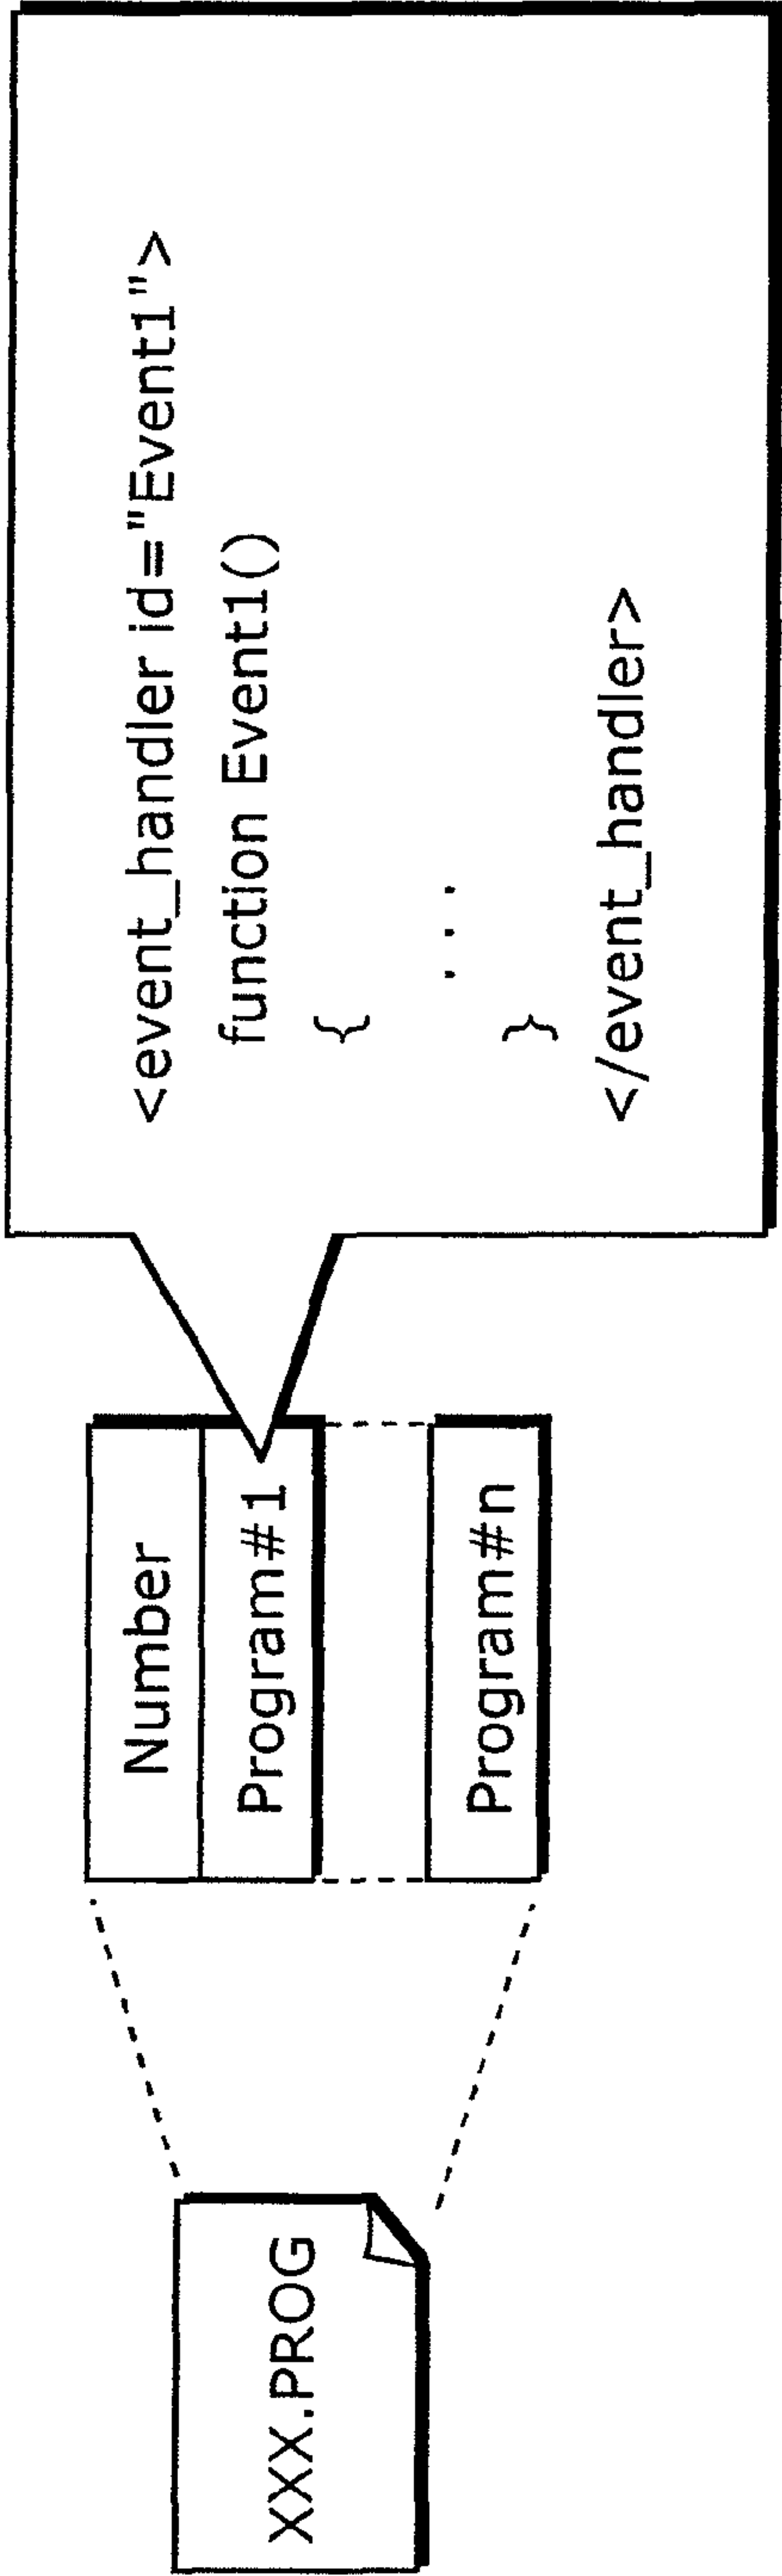 XXX.PROG
Number
Program#1
Program#n
<event_handler id="Event1">
function Event1()
{
...
}
</event_handler>